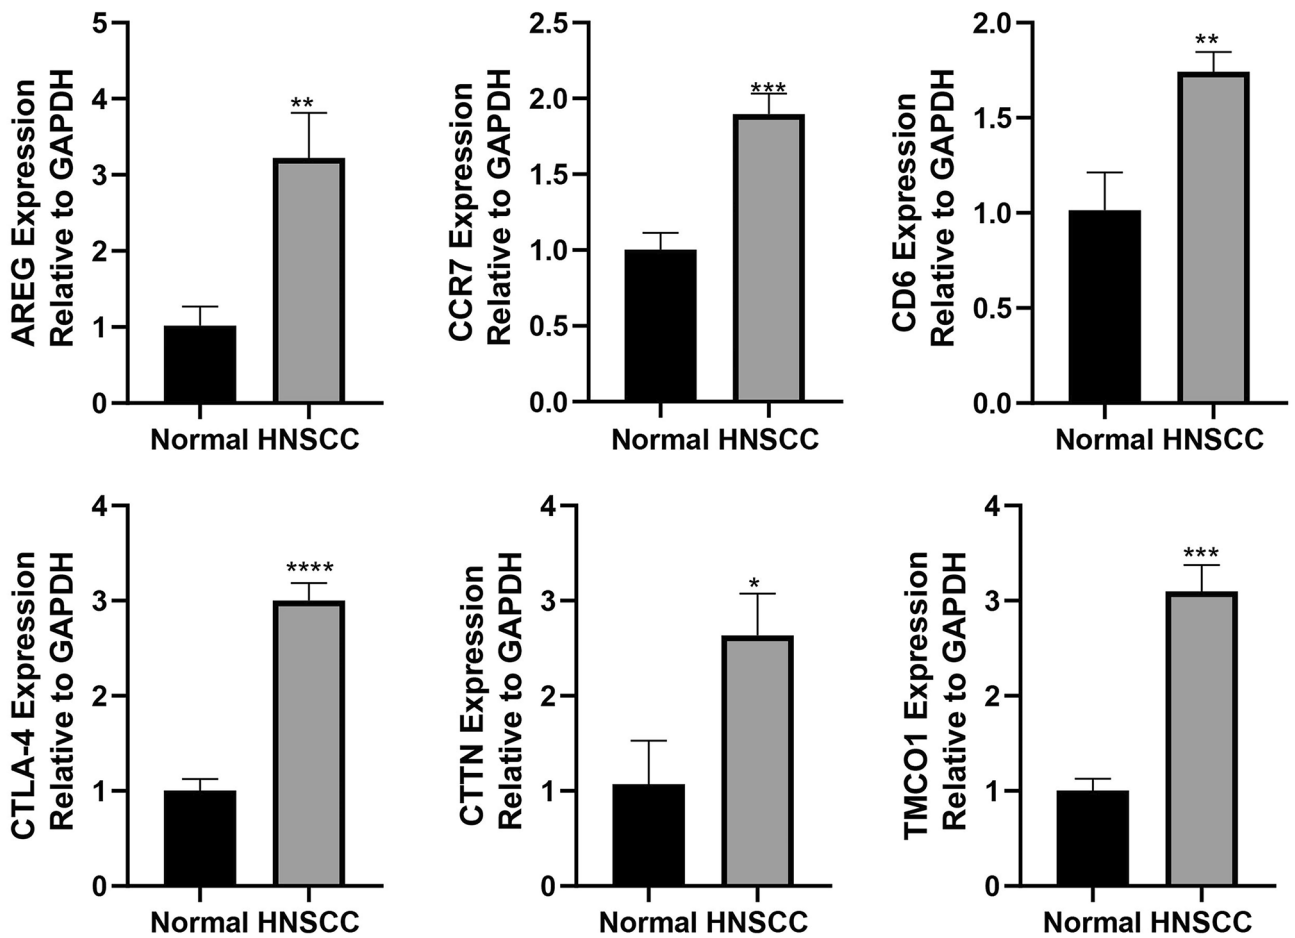 AREG Expression
Relative to GAPDH
5
4
3
2
1
0
**
Normal HNSCC
CCR7 Expression
Relative to GAPDH
2.5
2.0
1.5
1.0
0.5
0.0
***
Normal HNSCC
CD6 Expression
Relative to GAPDH
2.0
1.5
1.0
0.5
0.0
**
Normal HNSCC
CTLA-4 Expression
Relative to GAPDH
4
3
2
1
0
****
Normal HNSCC
CTTN Expression
Relative to GAPDH
4
3
2
1
0
*
Normal HNSCC
TMCO1 Expression
Relative to GAPDH
4
3
2
1
0
***
Normal HNSCC